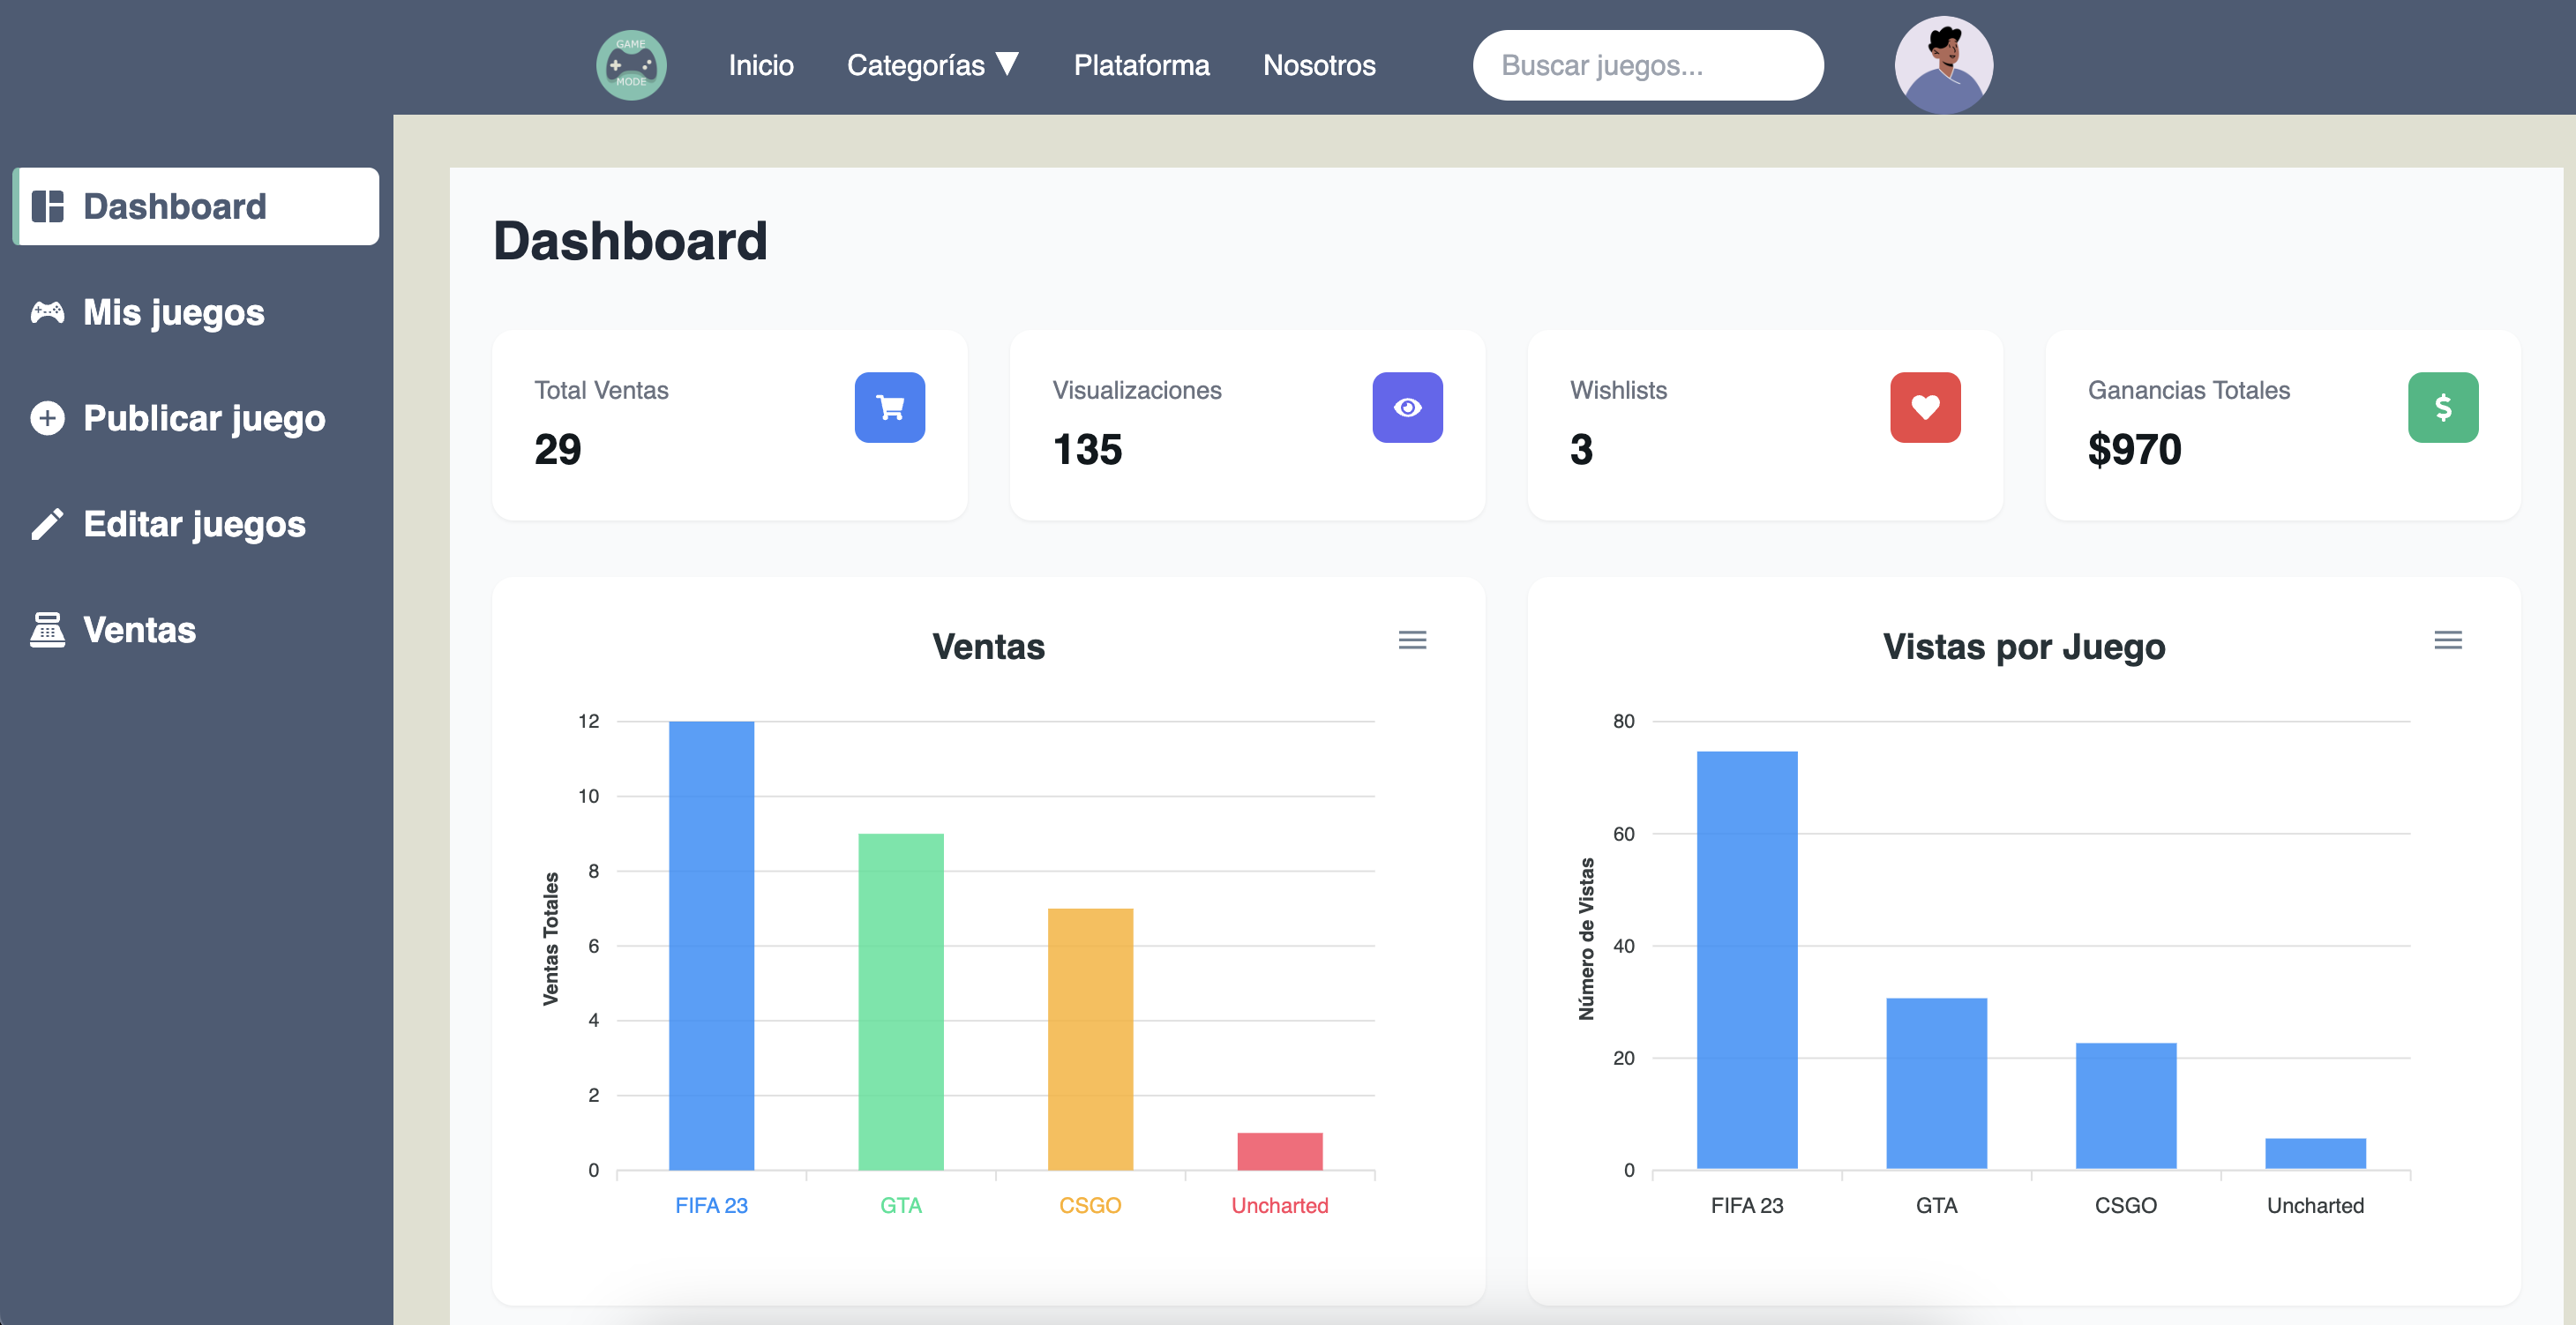 GAME
MODE
Inicio
Categorías ▼
Plataforma
Nosotros
Buscar juegos...
Dashboard
Mis juegos
Publicar juego
Editar juegos
Ventas
Dashboard
Total Ventas
29
Visualizaciones
135
Wishlists
3
Ganancias Totales
$970
$
Ventas
Ventas Totales
12
10
8
6
4
2
0
FIFA 23
GTA
CSGO
Uncharted
Vistas por Juego
Número de Vistas
80
60
40
20
0
FIFA 23
GTA
CSGO
Uncharted